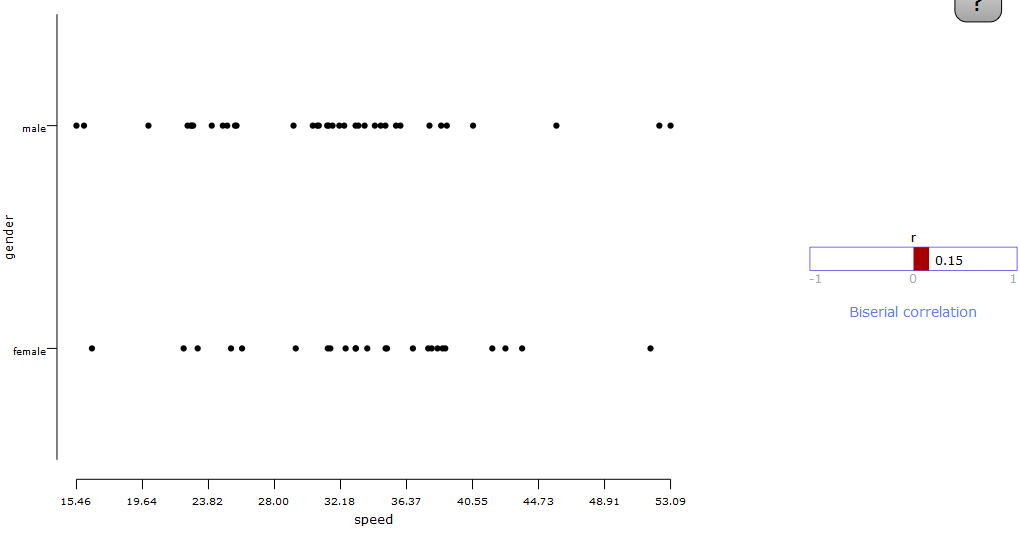 ?
male
gender
female
15.46 19.64 23.82 28.00 32.18 36.37 40.55 44.73 48.91 53.09
speed
r
0.15
-1 0 1
Biserial correlation